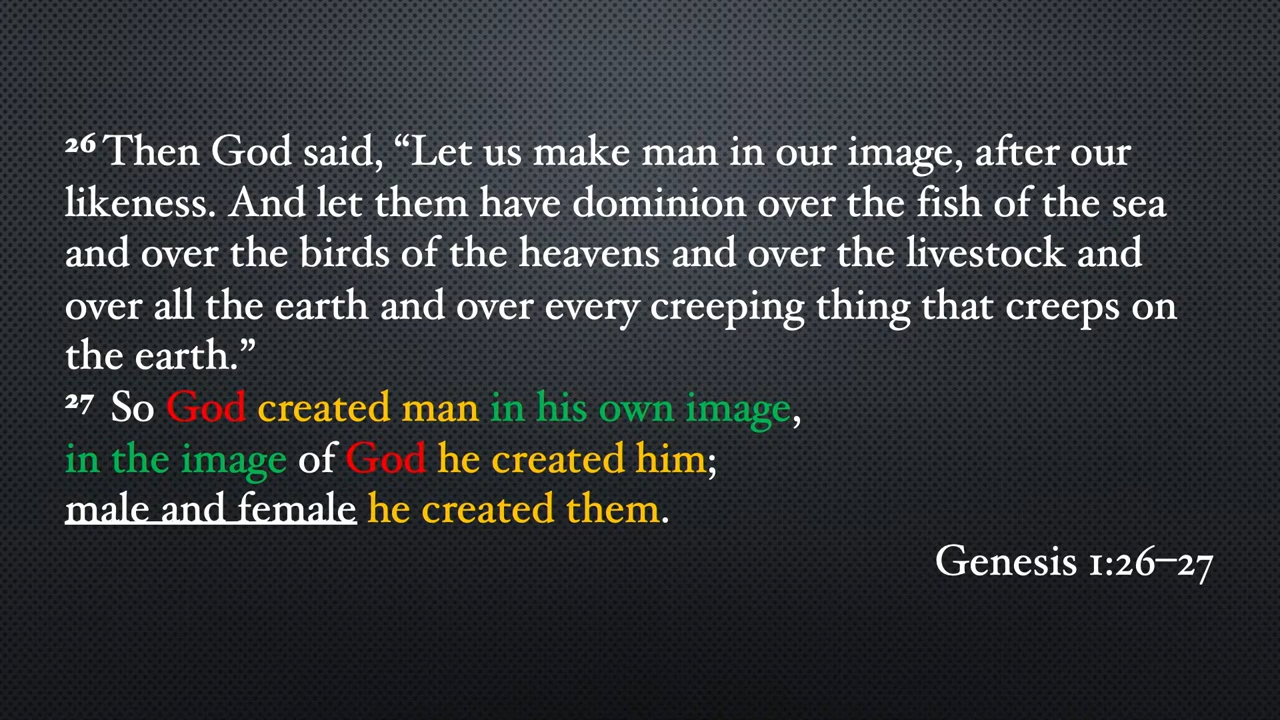 26 Then God said, “Let us make man in our image, after our
likeness. And let them have dominion over the fish of the sea
and over the birds of the heavens and over the livestock and
over all the earth and over every creeping thing that creeps on
the earth.”
27 So God created man in his own image,
in the image of God he created him;
male and female he created them.
Genesis 1:26–27